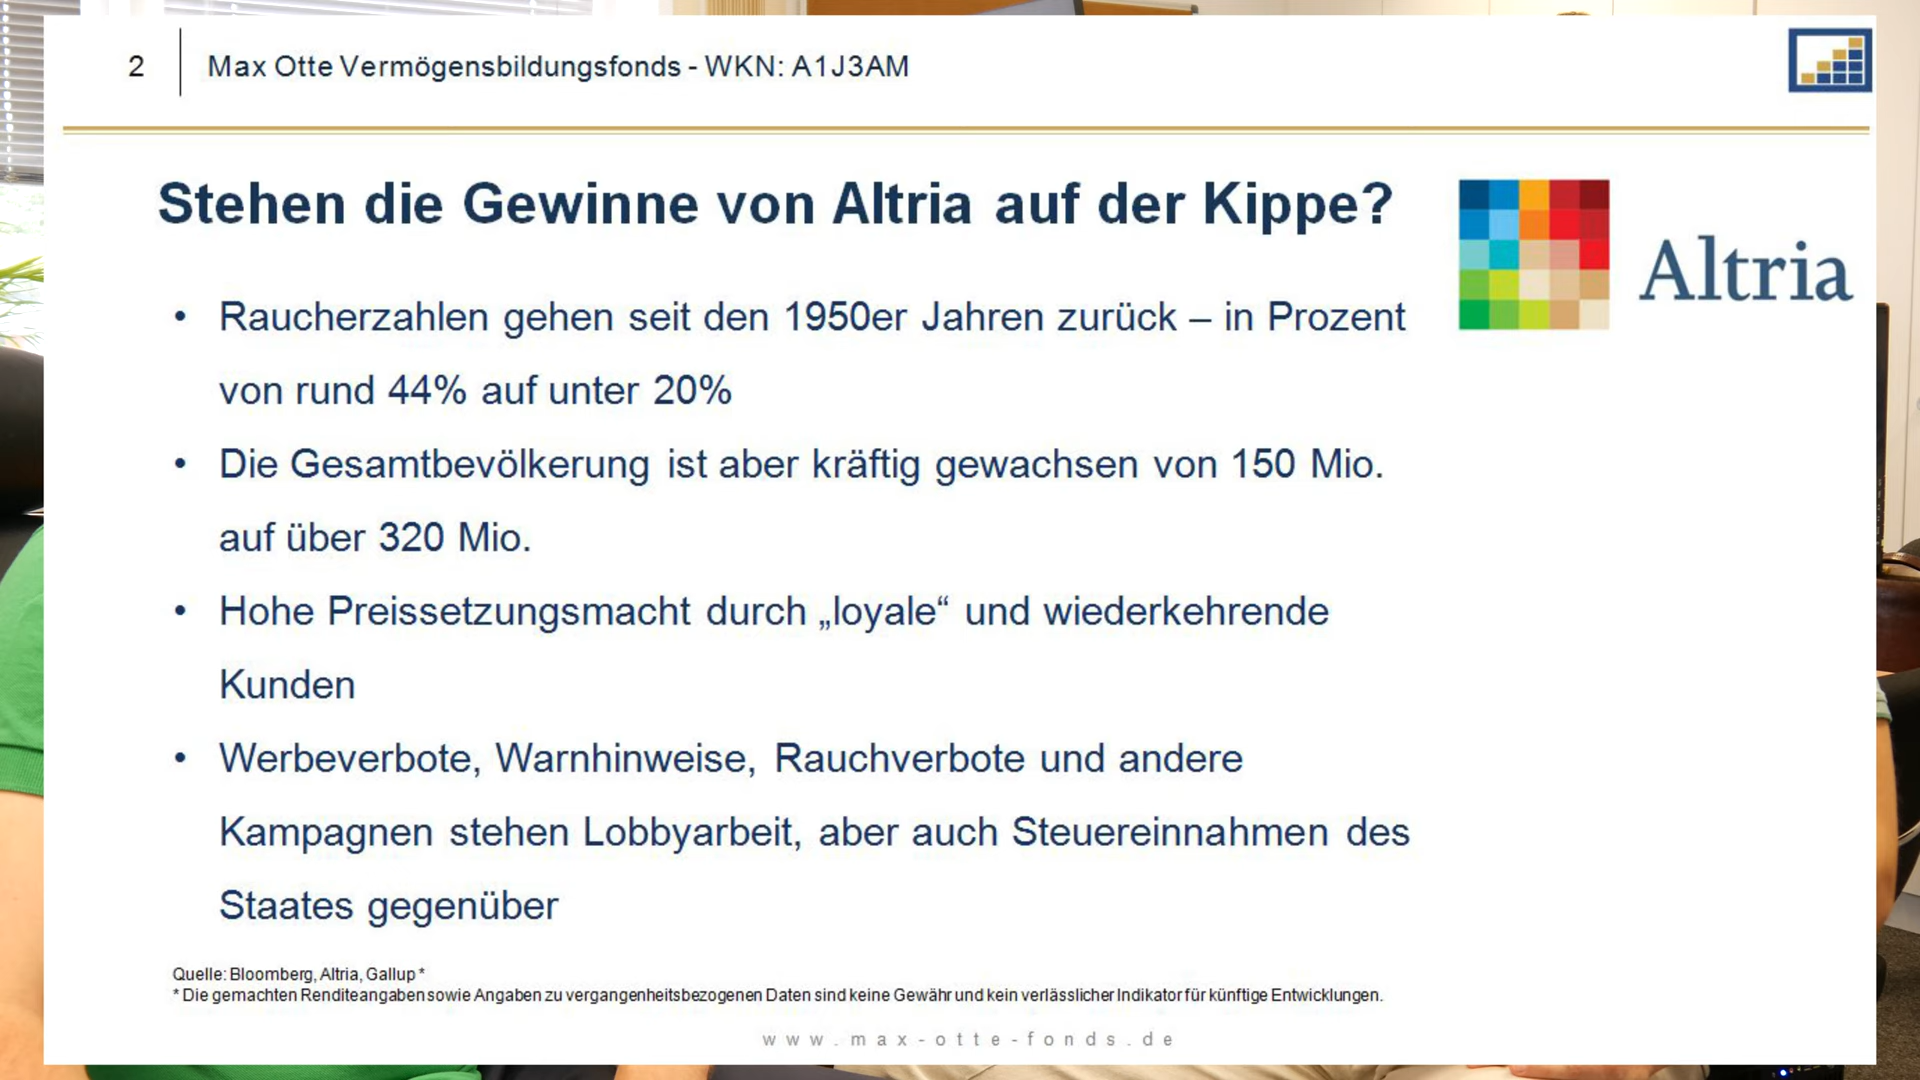 2
Max Otte Vermögensbildungsfonds - WKN: A1J3AM
Stehen die Gewinne von Altria auf der Kippe?
Altria
• Raucherzahlen gehen seit den 1950er Jahren zurück – in Prozent
von rund 44% auf unter 20%
• Die Gesamtbevölkerung ist aber kräftig gewachsen von 150 Mio.
auf über 320 Mio.
• Hohe Preissetzungsmacht durch „loyale“ und wiederkehrende
Kunden
• Werbeverbote, Warnhinweise, Rauchverbote und andere
Kampagnen stehen Lobbyarbeit, aber auch Steuereinnahmen des
Staates gegenüber
Quelle: Bloomberg, Altria, Gallup *
* Die gemachten Renditeangaben sowie Angaben zu vergangenheitsbezogenen Daten sind keine Gewähr und kein verlässlicher Indikator für künftige Entwicklungen.
www.max-otte-fonds.de